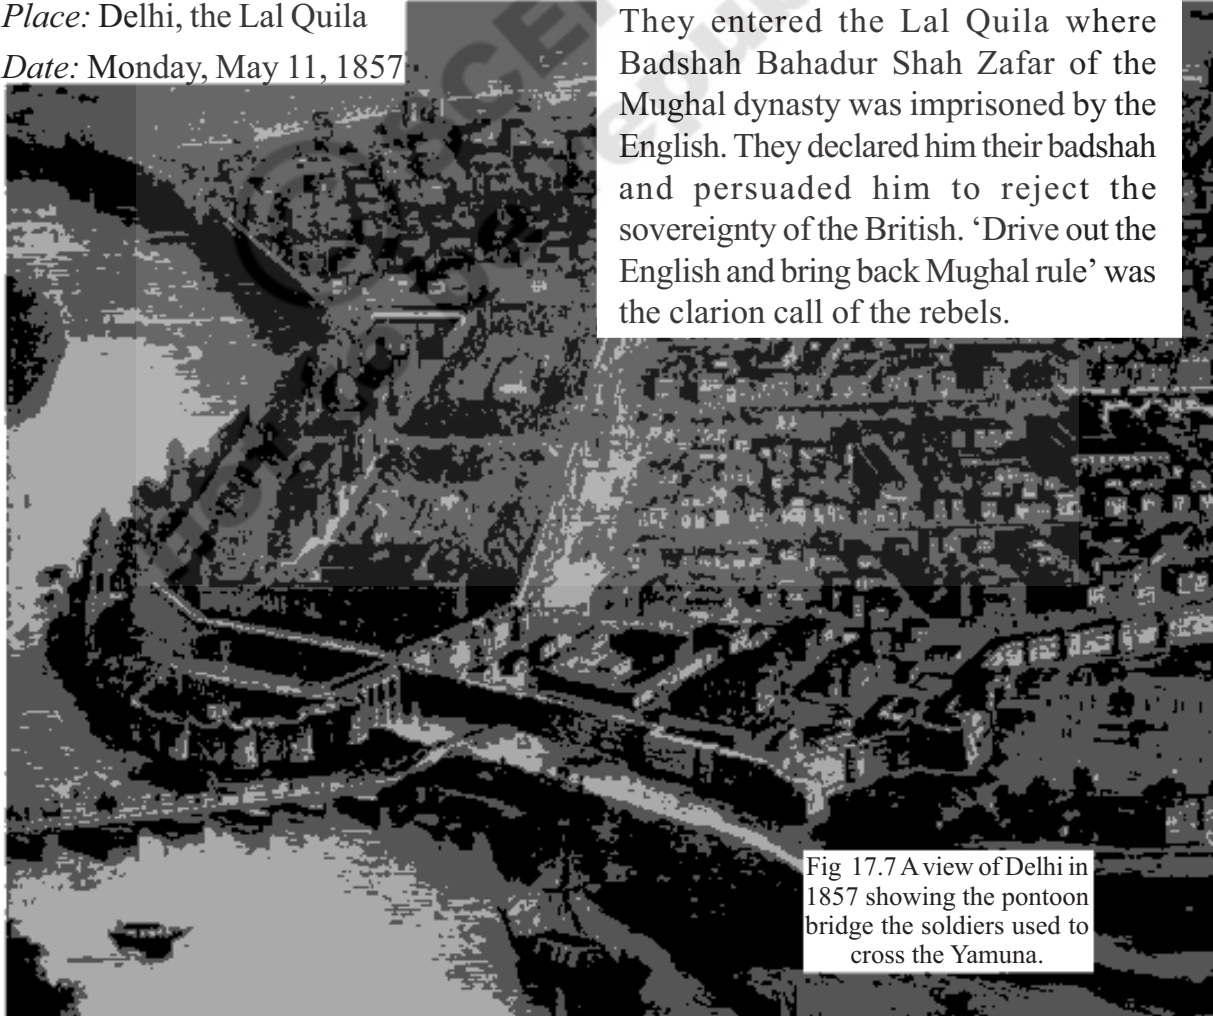 Place: Delhi, the Lal Quila
Date: Monday, May 11, 1857
They entered the Lal Quila where
Badshah Bahadur Shah Zafar of the
Mughal dynasty was imprisoned by the
English. They declared him their badshah
and persuaded him to reject the
sovereignty of the British. ‘Drive out the
English and bring back Mughal rule’ was
the clarion call of the rebels.
Fig 17.7 A view of Delhi in
1857 showing the pontoon
bridge the soldiers used to
cross the Yamuna.